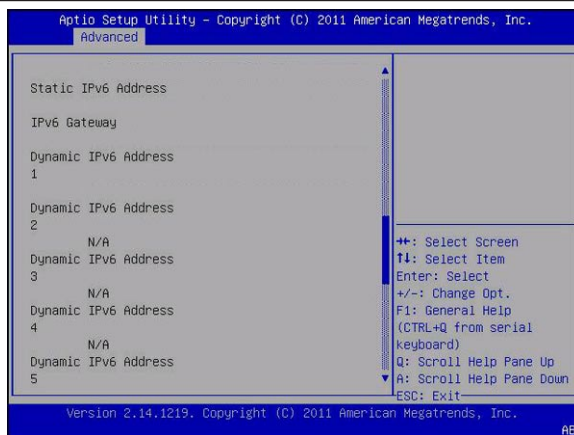 Aptio Setup Utility – Copyright (C) 2011 American Megatrends, Inc.
Advanced
Static IPv6 Address
IPv6 Gateway
Dynamic IPv6 Address
1
Dynamic IPv6 Address
2
N/A
Dynamic IPv6 Address
3
N/A
Dynamic IPv6 Address
4
N/A
Dynamic IPv6 Address
5
→←: Select Screen
↑↓: Select Item
Enter: Select
+/-: Change Opt.
F1: General Help
(CTRL+Q from serial
keyboard)
Q: Scroll Help Pane Up
A: Scroll Help Pane Down
ESC: Exit
Version 2.14.1219. Copyright (C) 2011 American Megatrends, Inc.
AB